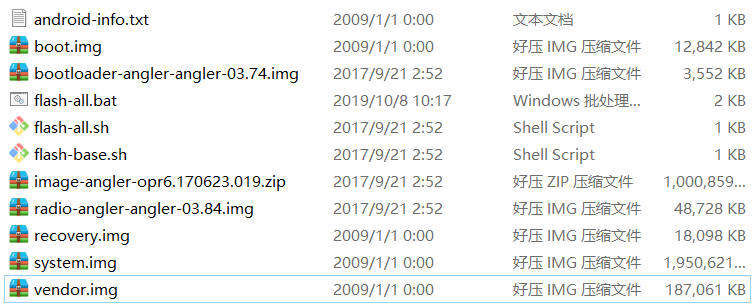 android-info.txt 2009/1/1 0:00 文本文档 1 KB
boot.img 2009/1/1 0:00 好压 IMG 压缩文件 12,842 KB
bootloader-angler-angler-03.74.img 2017/9/21 2:52 好压 IMG 压缩文件 3,552 KB
flash-all.bat 2019/10/8 10:17 Windows 批处理... 2 KB
flash-all.sh 2017/9/21 2:52 Shell Script 1 KB
flash-base.sh 2017/9/21 2:52 Shell Script 1 KB
image-angler-opr6.170623.019.zip 2017/9/21 2:52 好压 ZIP 压缩文件 1,000,859...
radio-angler-angler-03.84.img 2017/9/21 2:52 好压 IMG 压缩文件 48,728 KB
recovery.img 2009/1/1 0:00 好压 IMG 压缩文件 18,098 KB
system.img 2009/1/1 0:00 好压 IMG 压缩文件 1,950,621...
vendor.img 2009/1/1 0:00 好压 IMG 压缩文件 187,061 KB